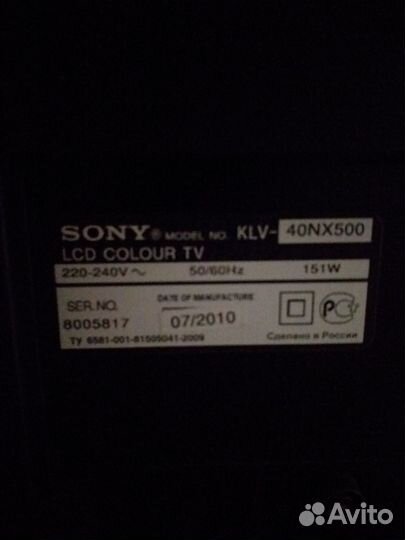 SONY® MODEL NO. KLV-40NX500
LCD COLOUR TV
220-240V ~ 50/60Hz 151W
SER.NO. DATE OF MANUFACTURE
8005817 07/2010
ТУ 6581-001-81505041-2009 Сделано в России
Avito